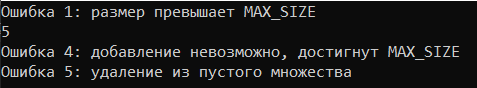 Ошибка 1: размер превышает MAX_SIZE
5
Ошибка 4: добавление невозможно, достигнут MAX_SIZE
Ошибка 5: удаление из пустого множества